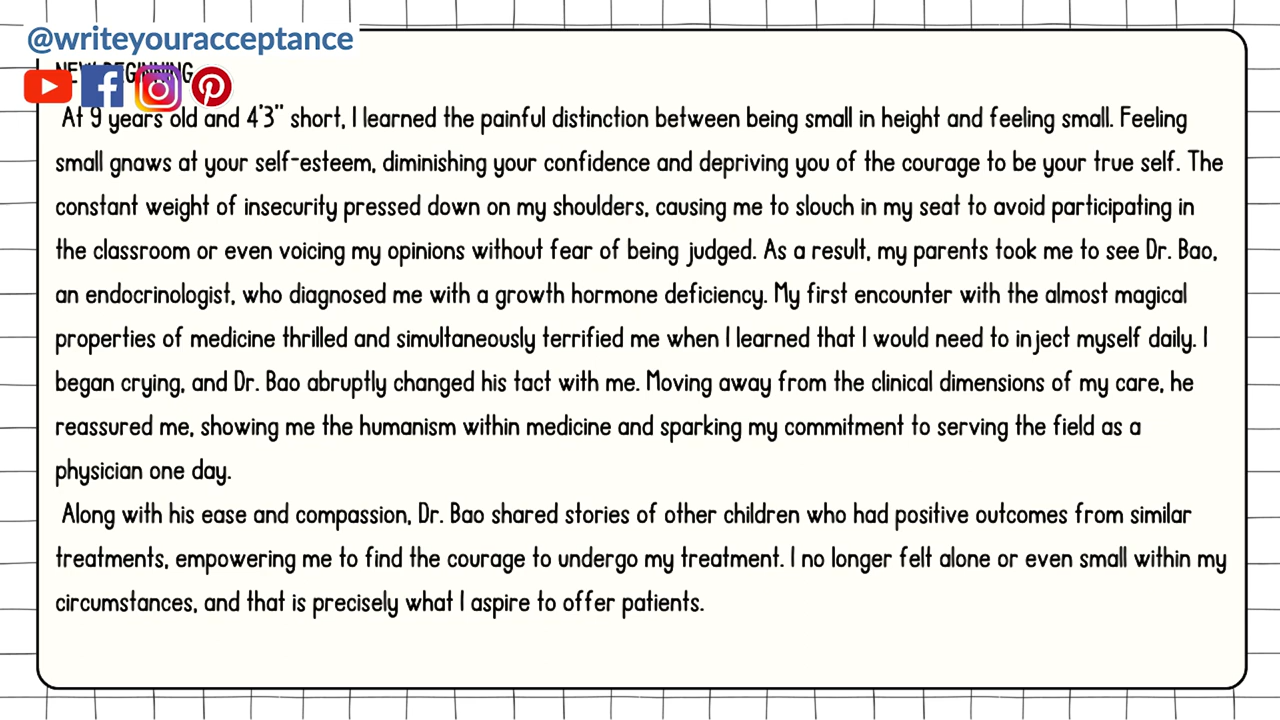 @writeyouracceptance
NEW BEGINNING
At 9 years old and 4'3" short, I learned the painful distinction between being small in height and feeling small. Feeling
small gnaws at your self-esteem, diminishing your confidence and depriving you of the courage to be your true self. The
constant weight of insecurity pressed down on my shoulders, causing me to slouch in my seat to avoid participating in
the classroom or even voicing my opinions without fear of being judged. As a result, my parents took me to see Dr. Bao,
an endocrinologist, who diagnosed me with a growth hormone deficiency. My first encounter with the almost magical
properties of medicine thrilled and simultaneously terrified me when I learned that I would need to inject myself daily. I
began crying, and Dr. Bao abruptly changed his tact with me. Moving away from the clinical dimensions of my care, he
reassured me, showing me the humanism within medicine and sparking my commitment to serving the field as a
physician one day.
Along with his ease and compassion, Dr. Bao shared stories of other children who had positive outcomes from similar
treatments, empowering me to find the courage to undergo my treatment. I no longer felt alone or even small within my
circumstances, and that is precisely what I aspire to offer patients.